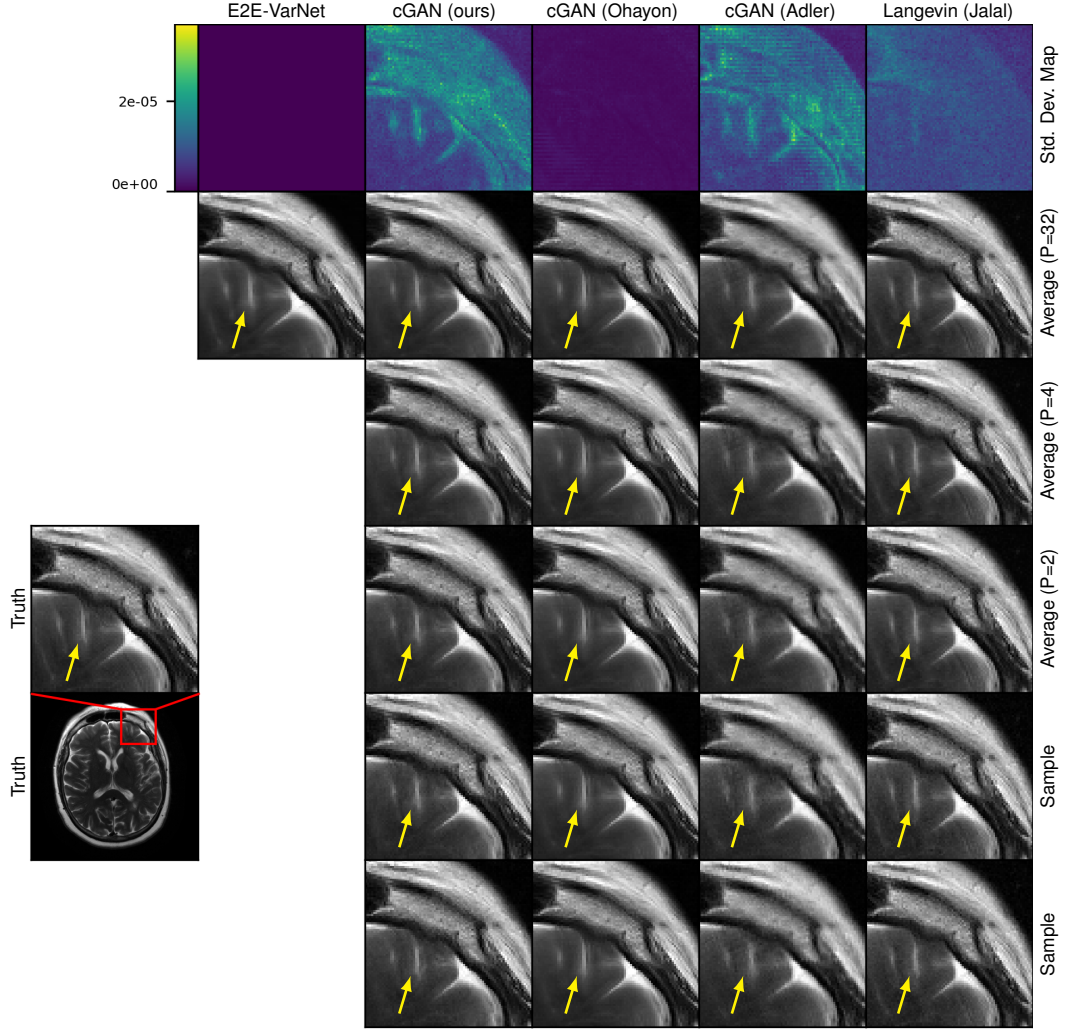 E2E-VarNet
cGAN (ours)
cGAN (Ohayon)
cGAN (Adler)
Langevin (Jalal)
2e-05
0e+00
Std. Dev. Map
Average (P=32)
Average (P=4)
Truth
Average (P=2)
Truth
Sample
Sample